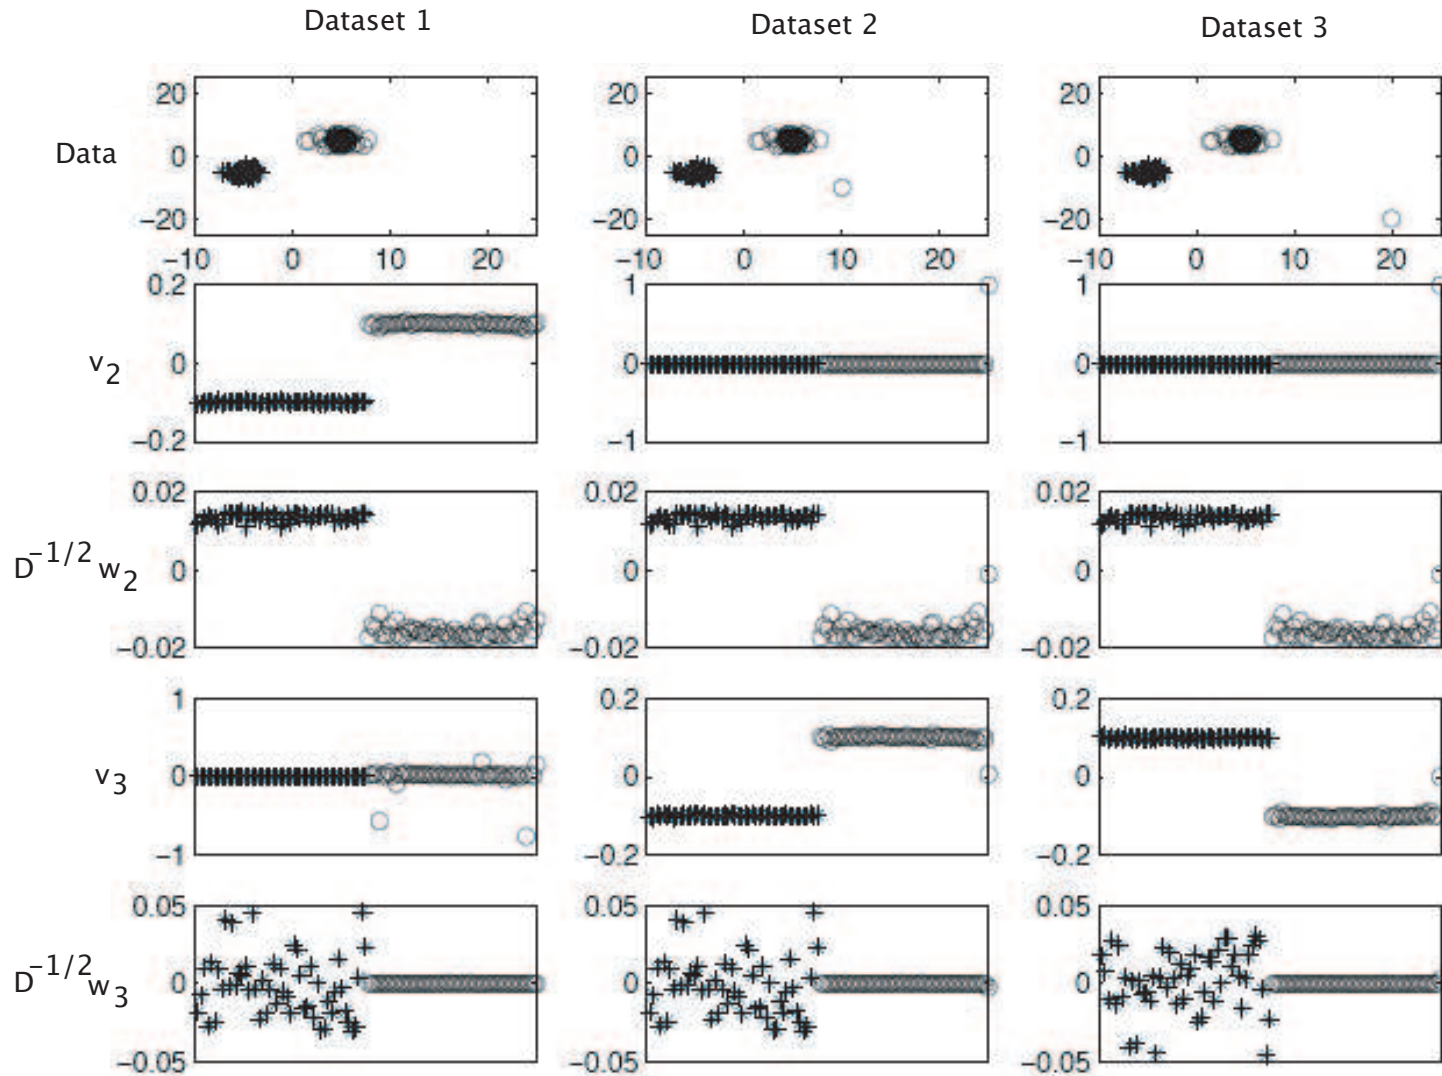 Dataset 1 Dataset 2 Dataset 3
Data
20 20 20
0 0 0
−20 −20 −20
−10 0 10 20 −10 0 10 20 −10 0 10 20
v2
0.2 1 1
0 0 0
−0.2 −1 −1
D−1/2w2
0.02 0.02 0.02
0 0 0
−0.02 −0.02 −0.02
v3
1 0.2 0.2
0 0 0
−1 −0.2 −0.2
D−1/2w3
0.05 0.05 0.05
0 0 0
−0.05 −0.05 −0.05